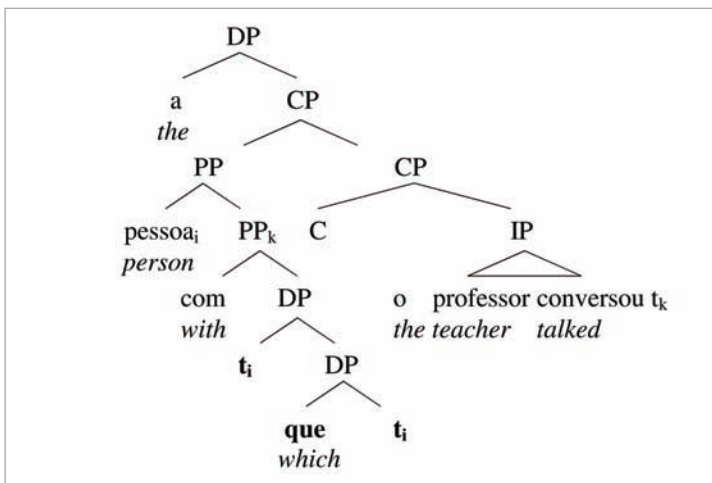 DP
a CP
the
PP CP
pessoaᵢ PPₖ C IP
person
com DP o professor conversou tₖ
with the teacher talked
tᵢ DP
que tᵢ
which